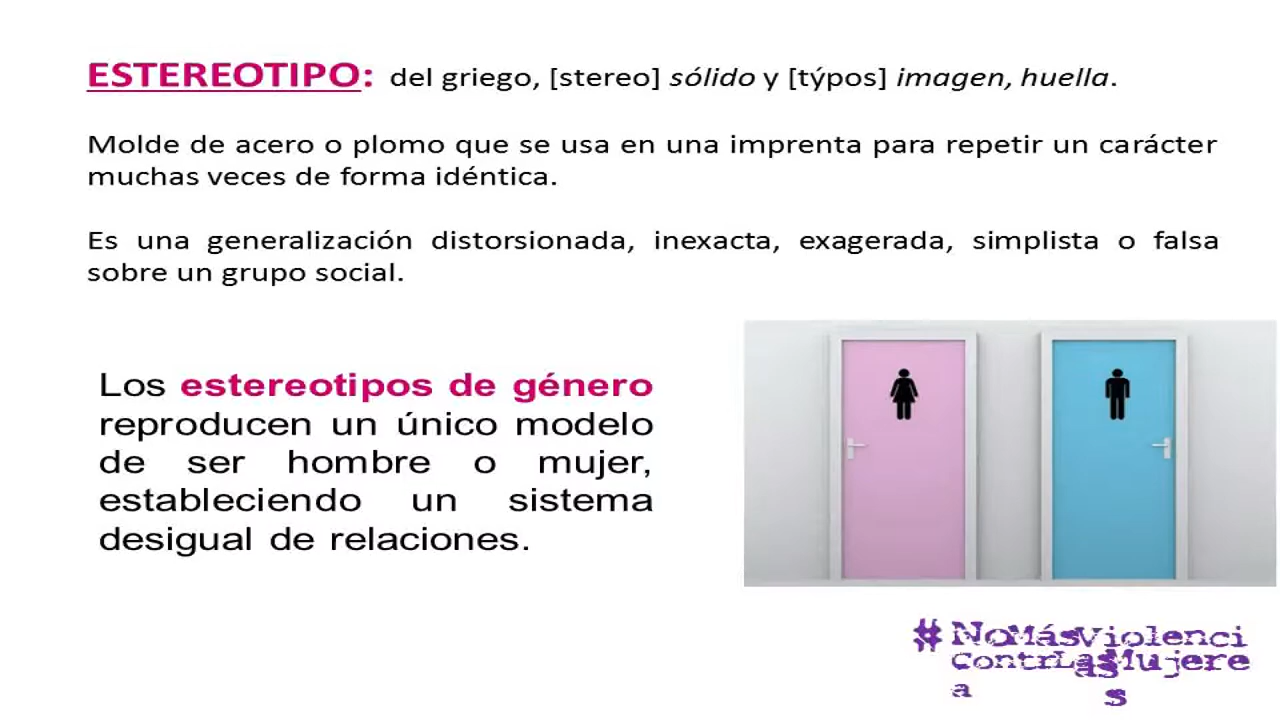 ESTEREOTIPO: del griego, [stereo] sólido y [týpos] imagen, huella.
Molde de acero o plomo que se usa en una imprenta para repetir un carácter
muchas veces de forma idéntica.
Es una generalización distorsionada, inexacta, exagerada, simplista o falsa
sobre un grupo social.
Los estereotipos de género
reproducen un único modelo
de ser hombre o mujer,
estableciendo un sistema
desigual de relaciones.
#NoMásViolenci
ContrLasMujere
a s